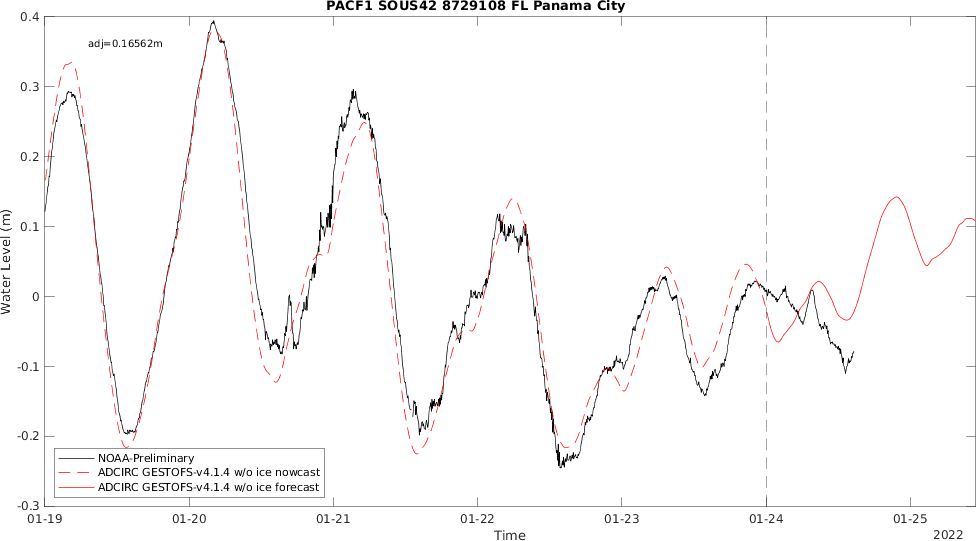 PACF1 SOUS42 8729108 FL Panama City
adj=0.16562m
Water Level (m)
0.4
0.3
0.2
0.1
0
-0.1
-0.2
-0.3
NOAA-Preliminary
ADCIRC GESTOFS-v4.1.4 w/o ice nowcast
ADCIRC GESTOFS-v4.1.4 w/o ice forecast
01-19 01-20 01-21 01-22 01-23 01-24 01-25
Time
2022